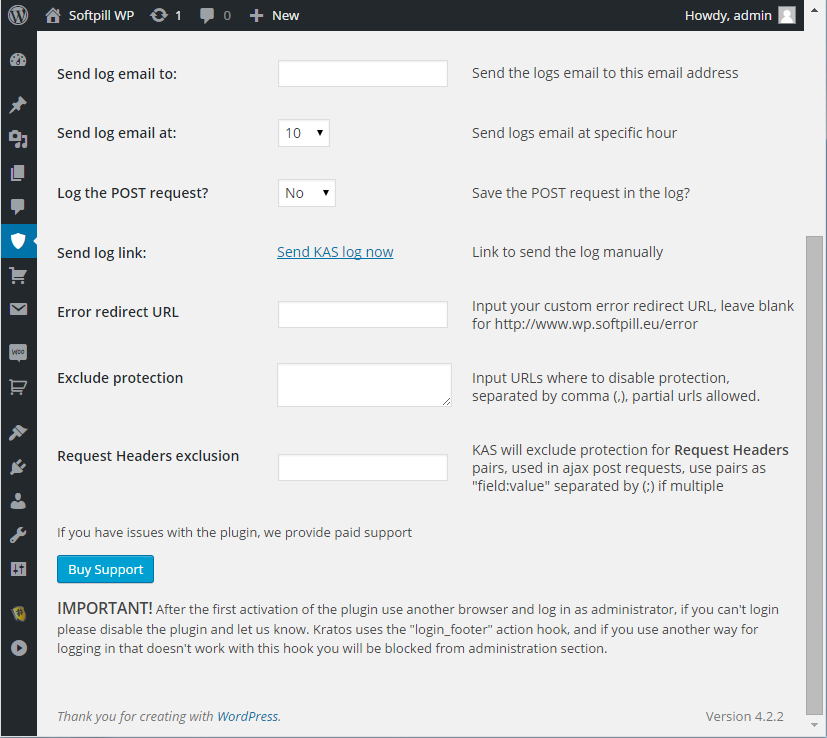 Softpill WP 1 0 New Howdy, admin
Send log email to: Send the logs email to this email address
Send log email at: 10 Send logs email at specific hour
Log the POST request? No Save the POST request in the log?
Send log link: Send KAS log now Link to send the log manually
Error redirect URL Input your custom error redirect URL, leave blank
for http://www.wp.softpill.eu/error
Exclude protection Input URLs where to disable protection,
separated by comma (,), partial urls allowed.
Request Headers exclusion KAS will exclude protection for Request Headers
pairs, used in ajax post requests, use pairs as
"field:value" separated by (;) if multiple
If you have issues with the plugin, we provide paid support
Buy Support
IMPORTANT! After the first activation of the plugin use another browser and log in as administrator, if you can't login
please disable the plugin and let us know. Kratos uses the "login_footer" action hook, and if you use another way for
logging in that doesn't work with this hook you will be blocked from administration section.
Thank you for creating with WordPress. Version 4.2.2
woo